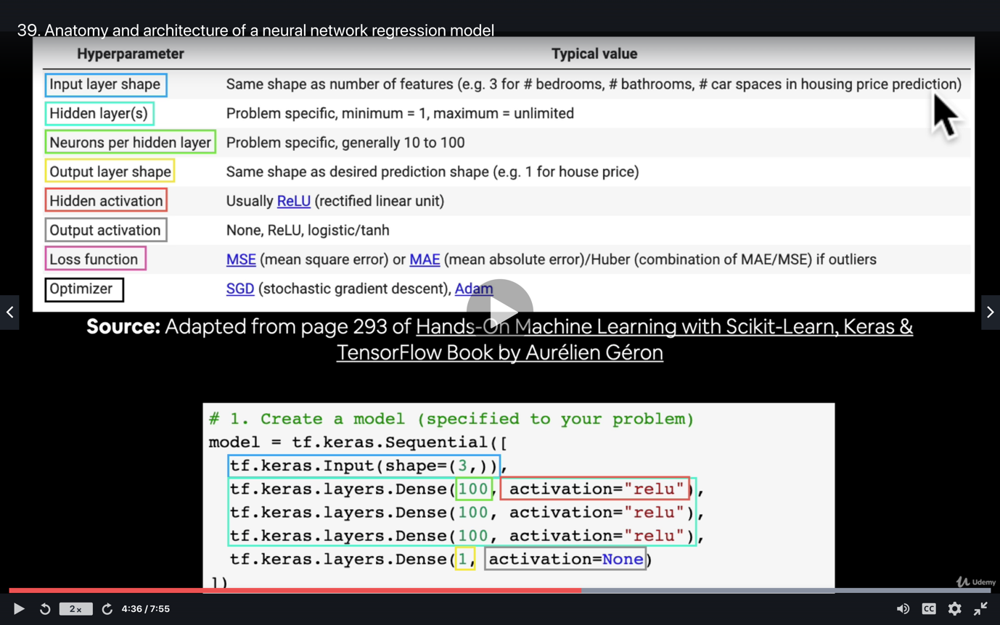 39. Anatomy and architecture of a neural network regression model
Hyperparameter Typical value
Input layer shape Same shape as number of features (e.g. 3 for # bedrooms, # bathrooms, # car spaces in housing price prediction)
Hidden layer(s) Problem specific, minimum = 1, maximum = unlimited
Neurons per hidden layer Problem specific, generally 10 to 100
Output layer shape Same shape as desired prediction shape (e.g. 1 for house price)
Hidden activation Usually ReLU (rectified linear unit)
Output activation None, ReLU, logistic/tanh
Loss function MSE (mean square error) or MAE (mean absolute error)/Huber (combination of MAE/MSE) if outliers
Optimizer SGD (stochastic gradient descent), Adam
Source: Adapted from page 293 of Hands-On Machine Learning with Scikit-Learn, Keras &
TensorFlow Book by Aurélien Géron
# 1. Create a model (specified to your problem)
model = tf.keras.Sequential([
tf.keras.Input(shape=(3,)),
tf.keras.layers.Dense(100, activation="relu"),
tf.keras.layers.Dense(100, activation="relu"),
tf.keras.layers.Dense(100, activation="relu"),
tf.keras.layers.Dense(1, activation=None)
])
Udemy
2x 4:36 / 7:55 CC